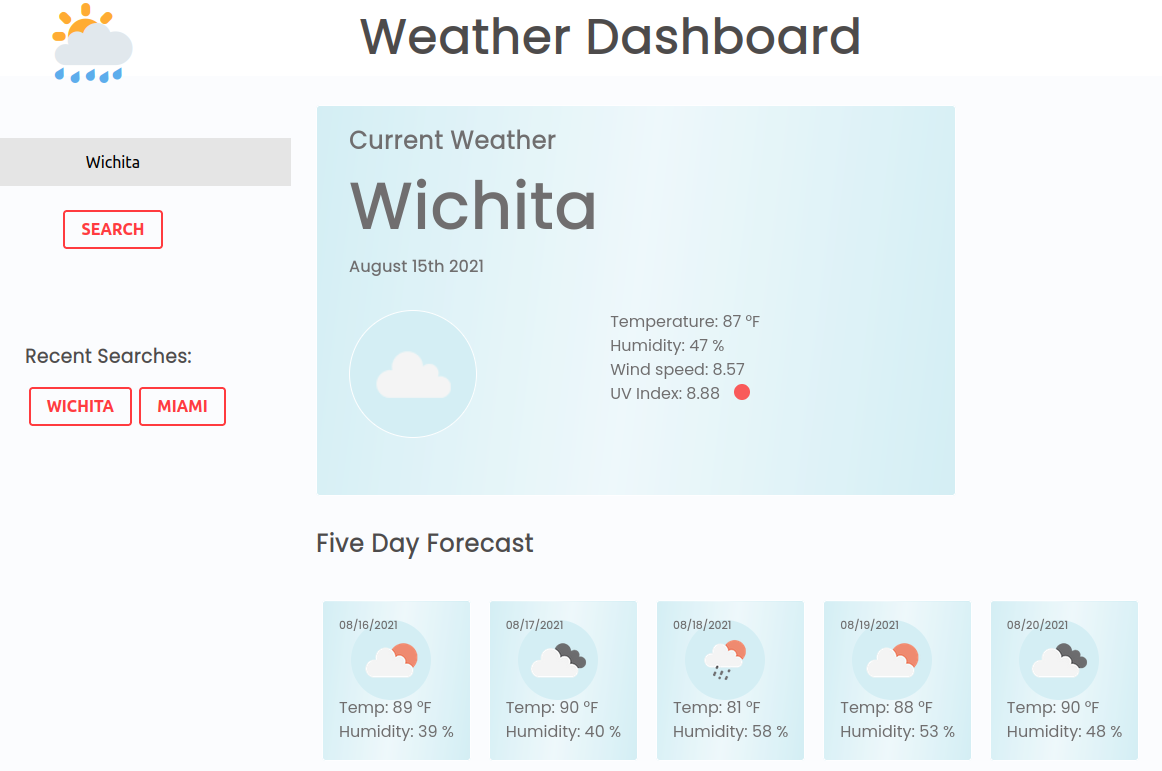 Weather Dashboard
Wichita
SEARCH
Recent Searches:
WICHITA MIAMI
Current Weather
Wichita
August 15th 2021
Temperature: 87 °F
Humidity: 47 %
Wind speed: 8.57
UV Index: 8.88
Five Day Forecast
08/16/2021
Temp: 89 °F
Humidity: 39 %
08/17/2021
Temp: 90 °F
Humidity: 40 %
08/18/2021
Temp: 81 °F
Humidity: 58 %
08/19/2021
Temp: 88 °F
Humidity: 53 %
08/20/2021
Temp: 90 °F
Humidity: 48 %